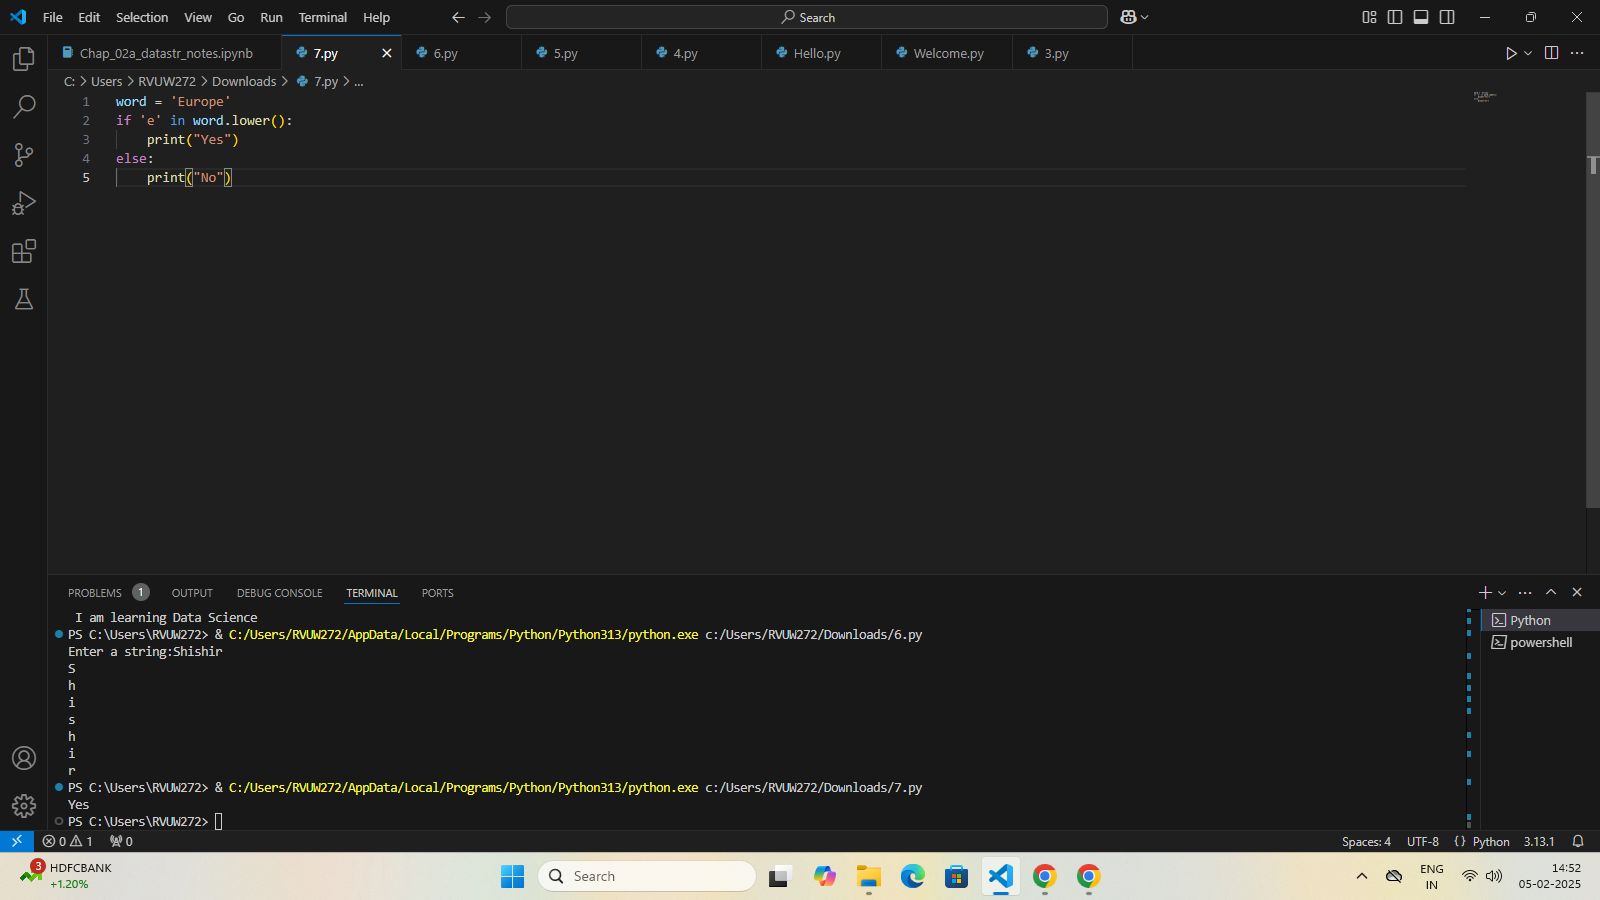 File Edit Selection View Go Run Terminal Help
Search
Chap_02a_datastr_notes.ipynb 7.py 6.py 5.py 4.py Hello.py Welcome.py 3.py
C: > Users > RVUW272 > Downloads > 7.py > ...
1 word = 'Europe'
2 if 'e' in word.lower():
3 print("Yes")
4 else:
5 print("No")
PROBLEMS 1 OUTPUT DEBUG CONSOLE TERMINAL PORTS
I am learning Data Science
PS C:\Users\RVUW272> & C:/Users/RVUW272/AppData/Local/Programs/Python/Python313/python.exe c:/Users/RVUW272/Downloads/6.py
Enter a string:Shishir
S
h
i
s
h
i
r
PS C:\Users\RVUW272> & C:/Users/RVUW272/AppData/Local/Programs/Python/Python313/python.exe c:/Users/RVUW272/Downloads/7.py
Yes
PS C:\Users\RVUW272>
Python
powershell
0 1 0 Spaces: 4 UTF-8 {} Python 3.13.1
3 HDFCBANK
+1.20%
Search
ENG
IN
14:52
05-02-2025